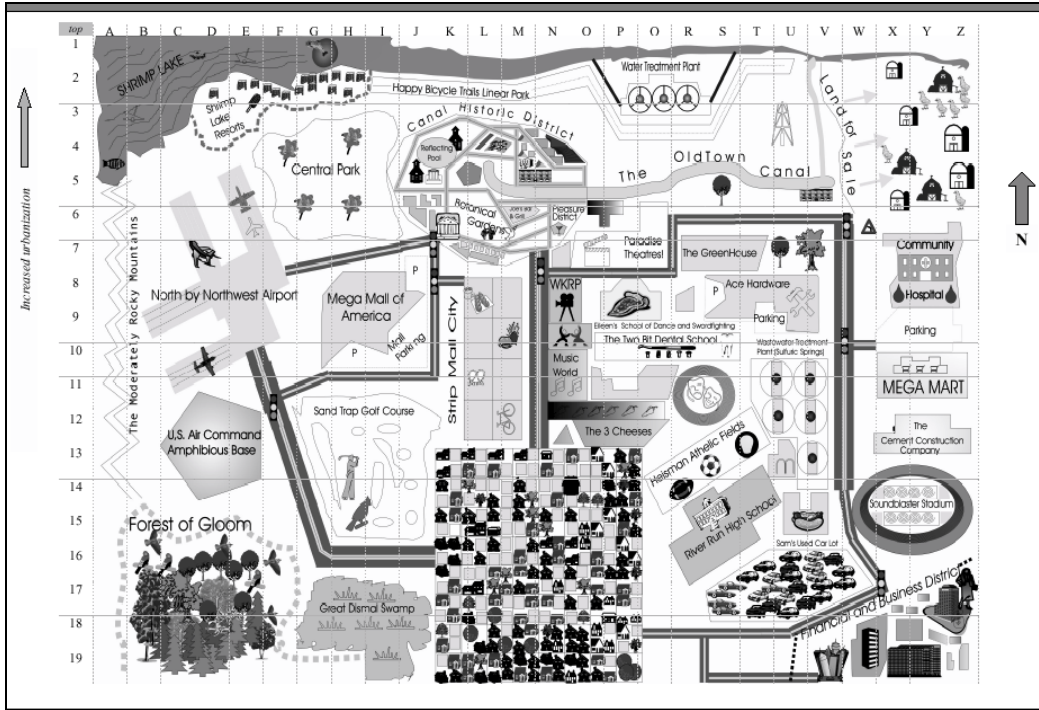 top A B C D E F G H I J K L M N O P O R S T U V W X Y Z
1
2
3
4
5
6
7
8
9
10
11
12
13
14
15
16
17
18
19
Increased urbanization
N
SHRIMP LAKE
Shrimp
Lake
Resorts
Happy Bicycle Trails Linear Park
Water Treatment Plant
Land for Sale
Canal Historic District
Reflecting
Pool
Central Park
The OldTown Canal
Botanical
Gardens
Joe's Bar
& Grill
Pleasure
District
Paradise
Theatres!
The GreenHouse
Community
Hospital
Parking
The Moderately Rocky Mountains
North by Northwest Airport
Mega Mall of
America
P
P
Mall
Parking
Strip Mall City
WKRP
P
Ace Hardware
Parking
Eileen's School of Dance and Swordfighting
The Two Bit Dental School
Wastewater Treatment
Plant (Sulfuric Springs)
Music
World
MEGA MART
Sand Trap Golf Course
U.S. Air Command
Amphibious Base
The 3 Cheeses
Heisman Athelic Fields
The
Cement Construction
Company
River Run High School
Soundblaster Stadium
Forest of Gloom
Sam's Used Car Lot
Great Dismal Swamp
Financial and Business District